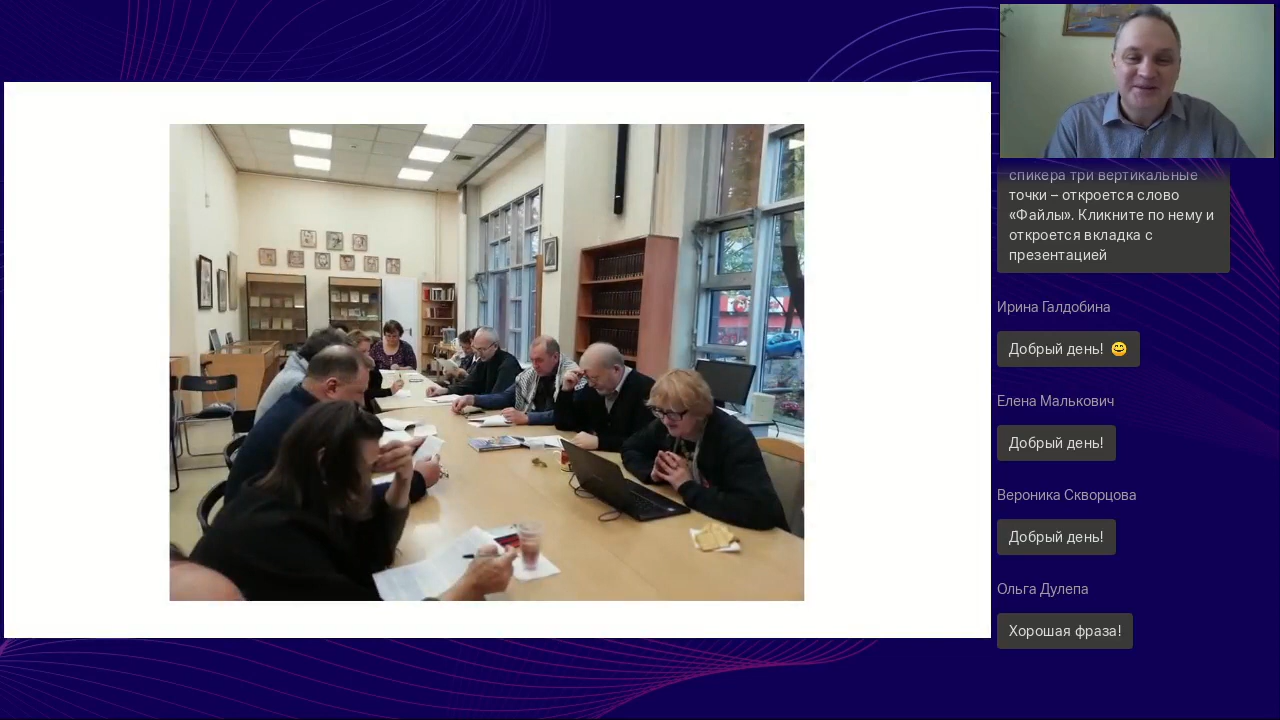 спикера три вертикальные
точки – откроется слово
«Файлы». Кликните по нему и
откроется вкладка с
презентацией
Ирина Галдобина
Добрый день! 😊
Елена Малькович
Добрый день!
Вероника Скворцова
Добрый день!
Ольга Дулепа
Хорошая фраза!